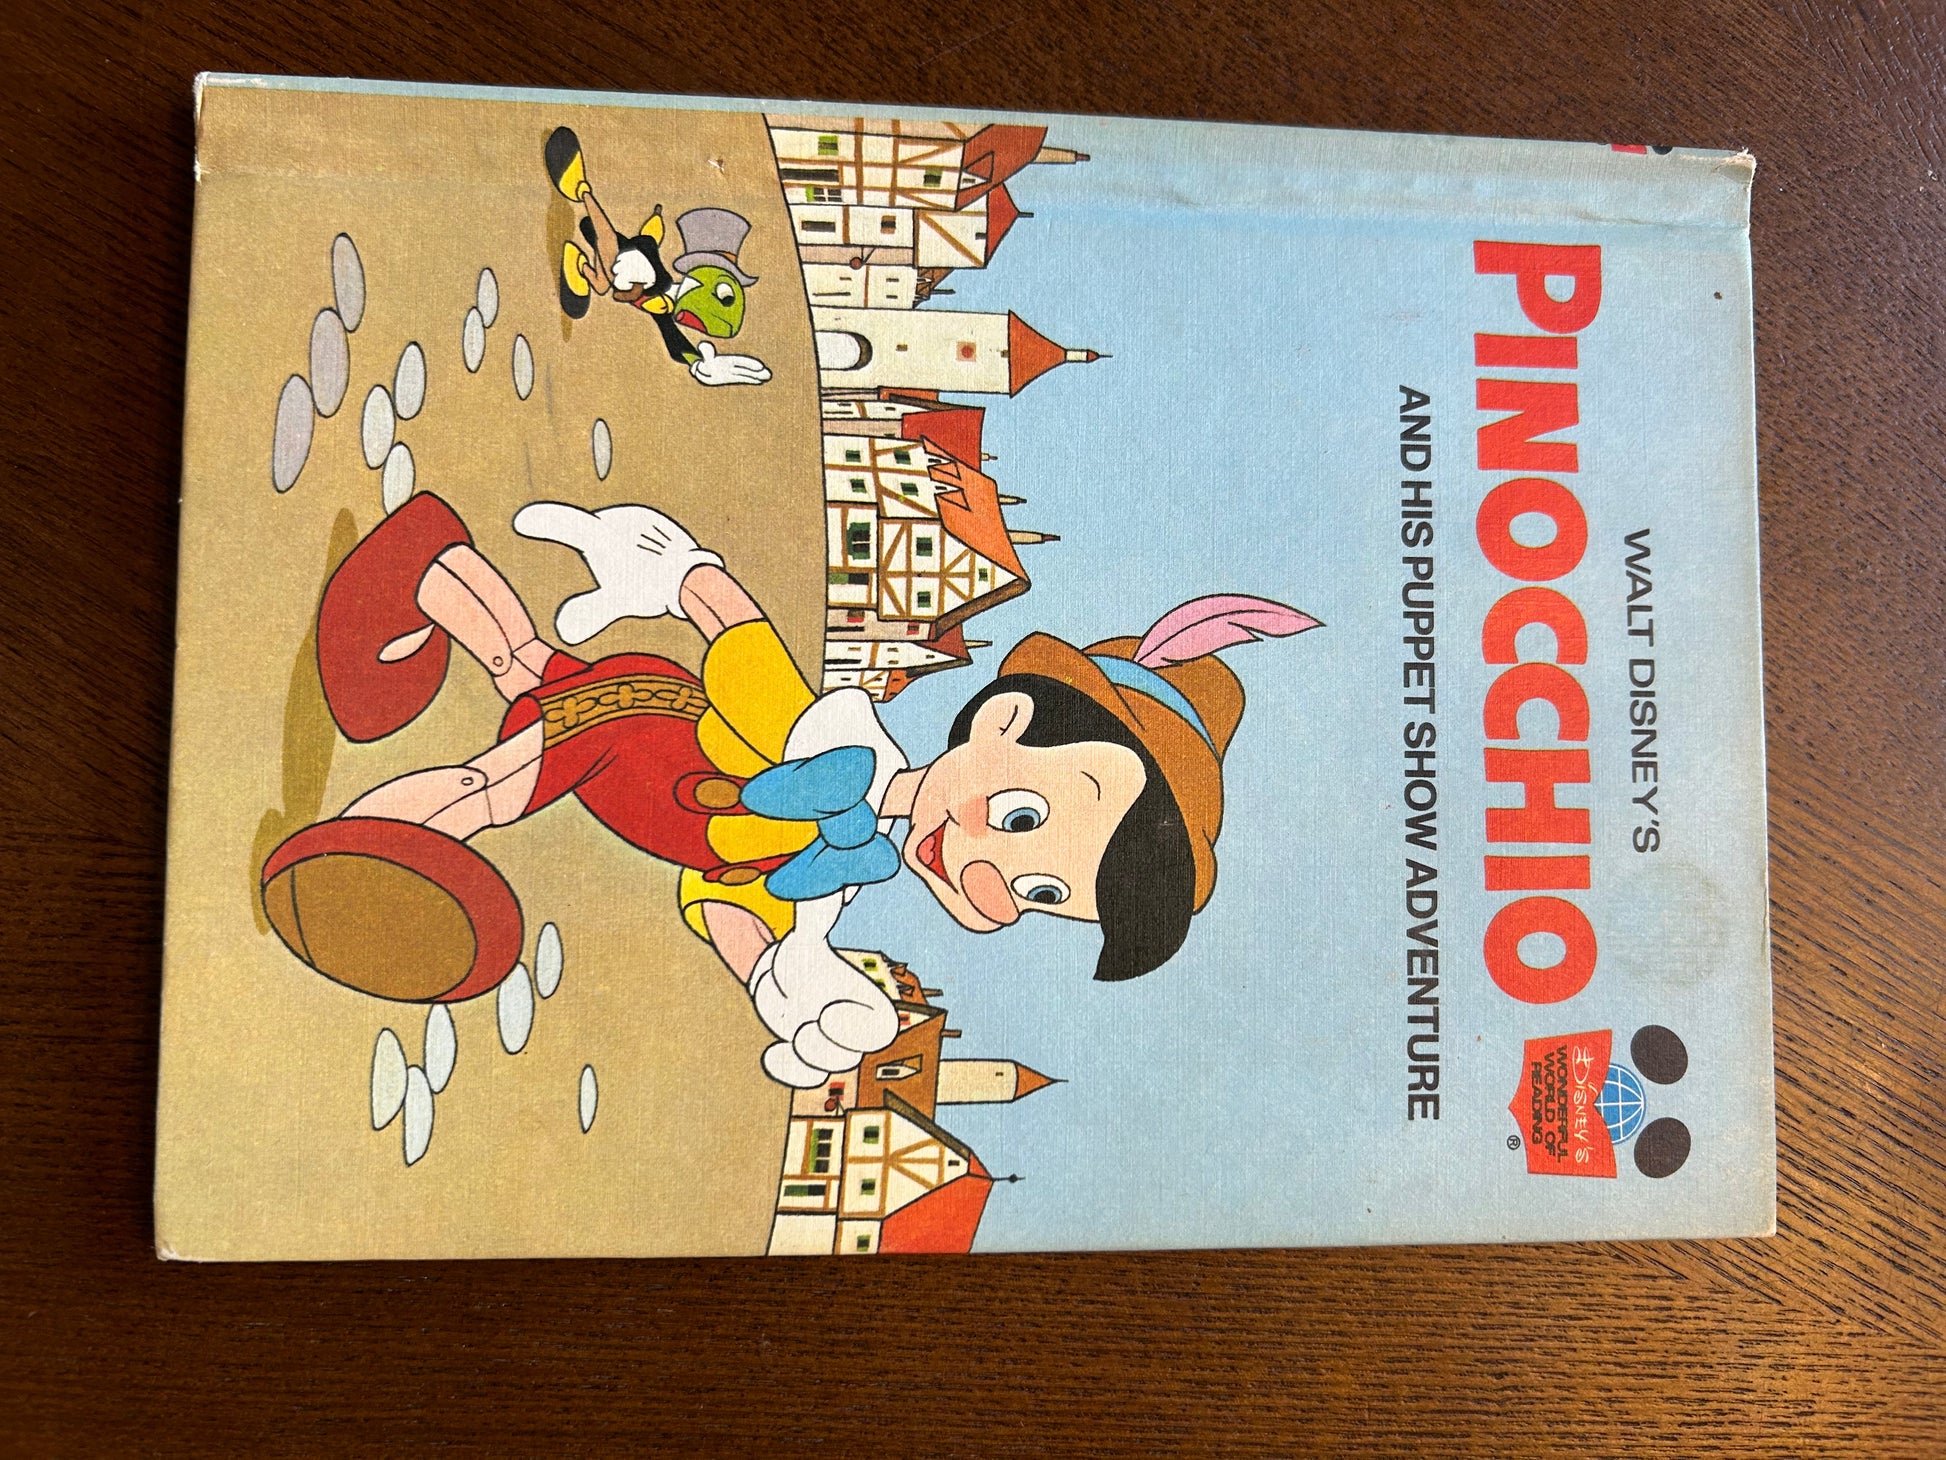 WALT DISNEY'S
PINOCCHIO
AND HIS PUPPET SHOW ADVENTURE
DISNEY'S
WONDERFUL
WORLD OF
READING
®